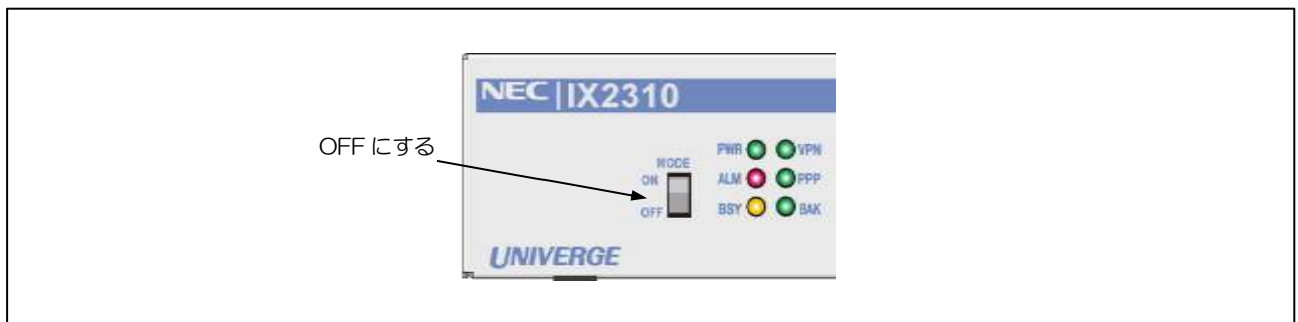 NEC | IX2310
OFF にする
MODE
ON
OFF
PWR
VPN
ALM
PPP
BSY
BAK
UNIVERGE